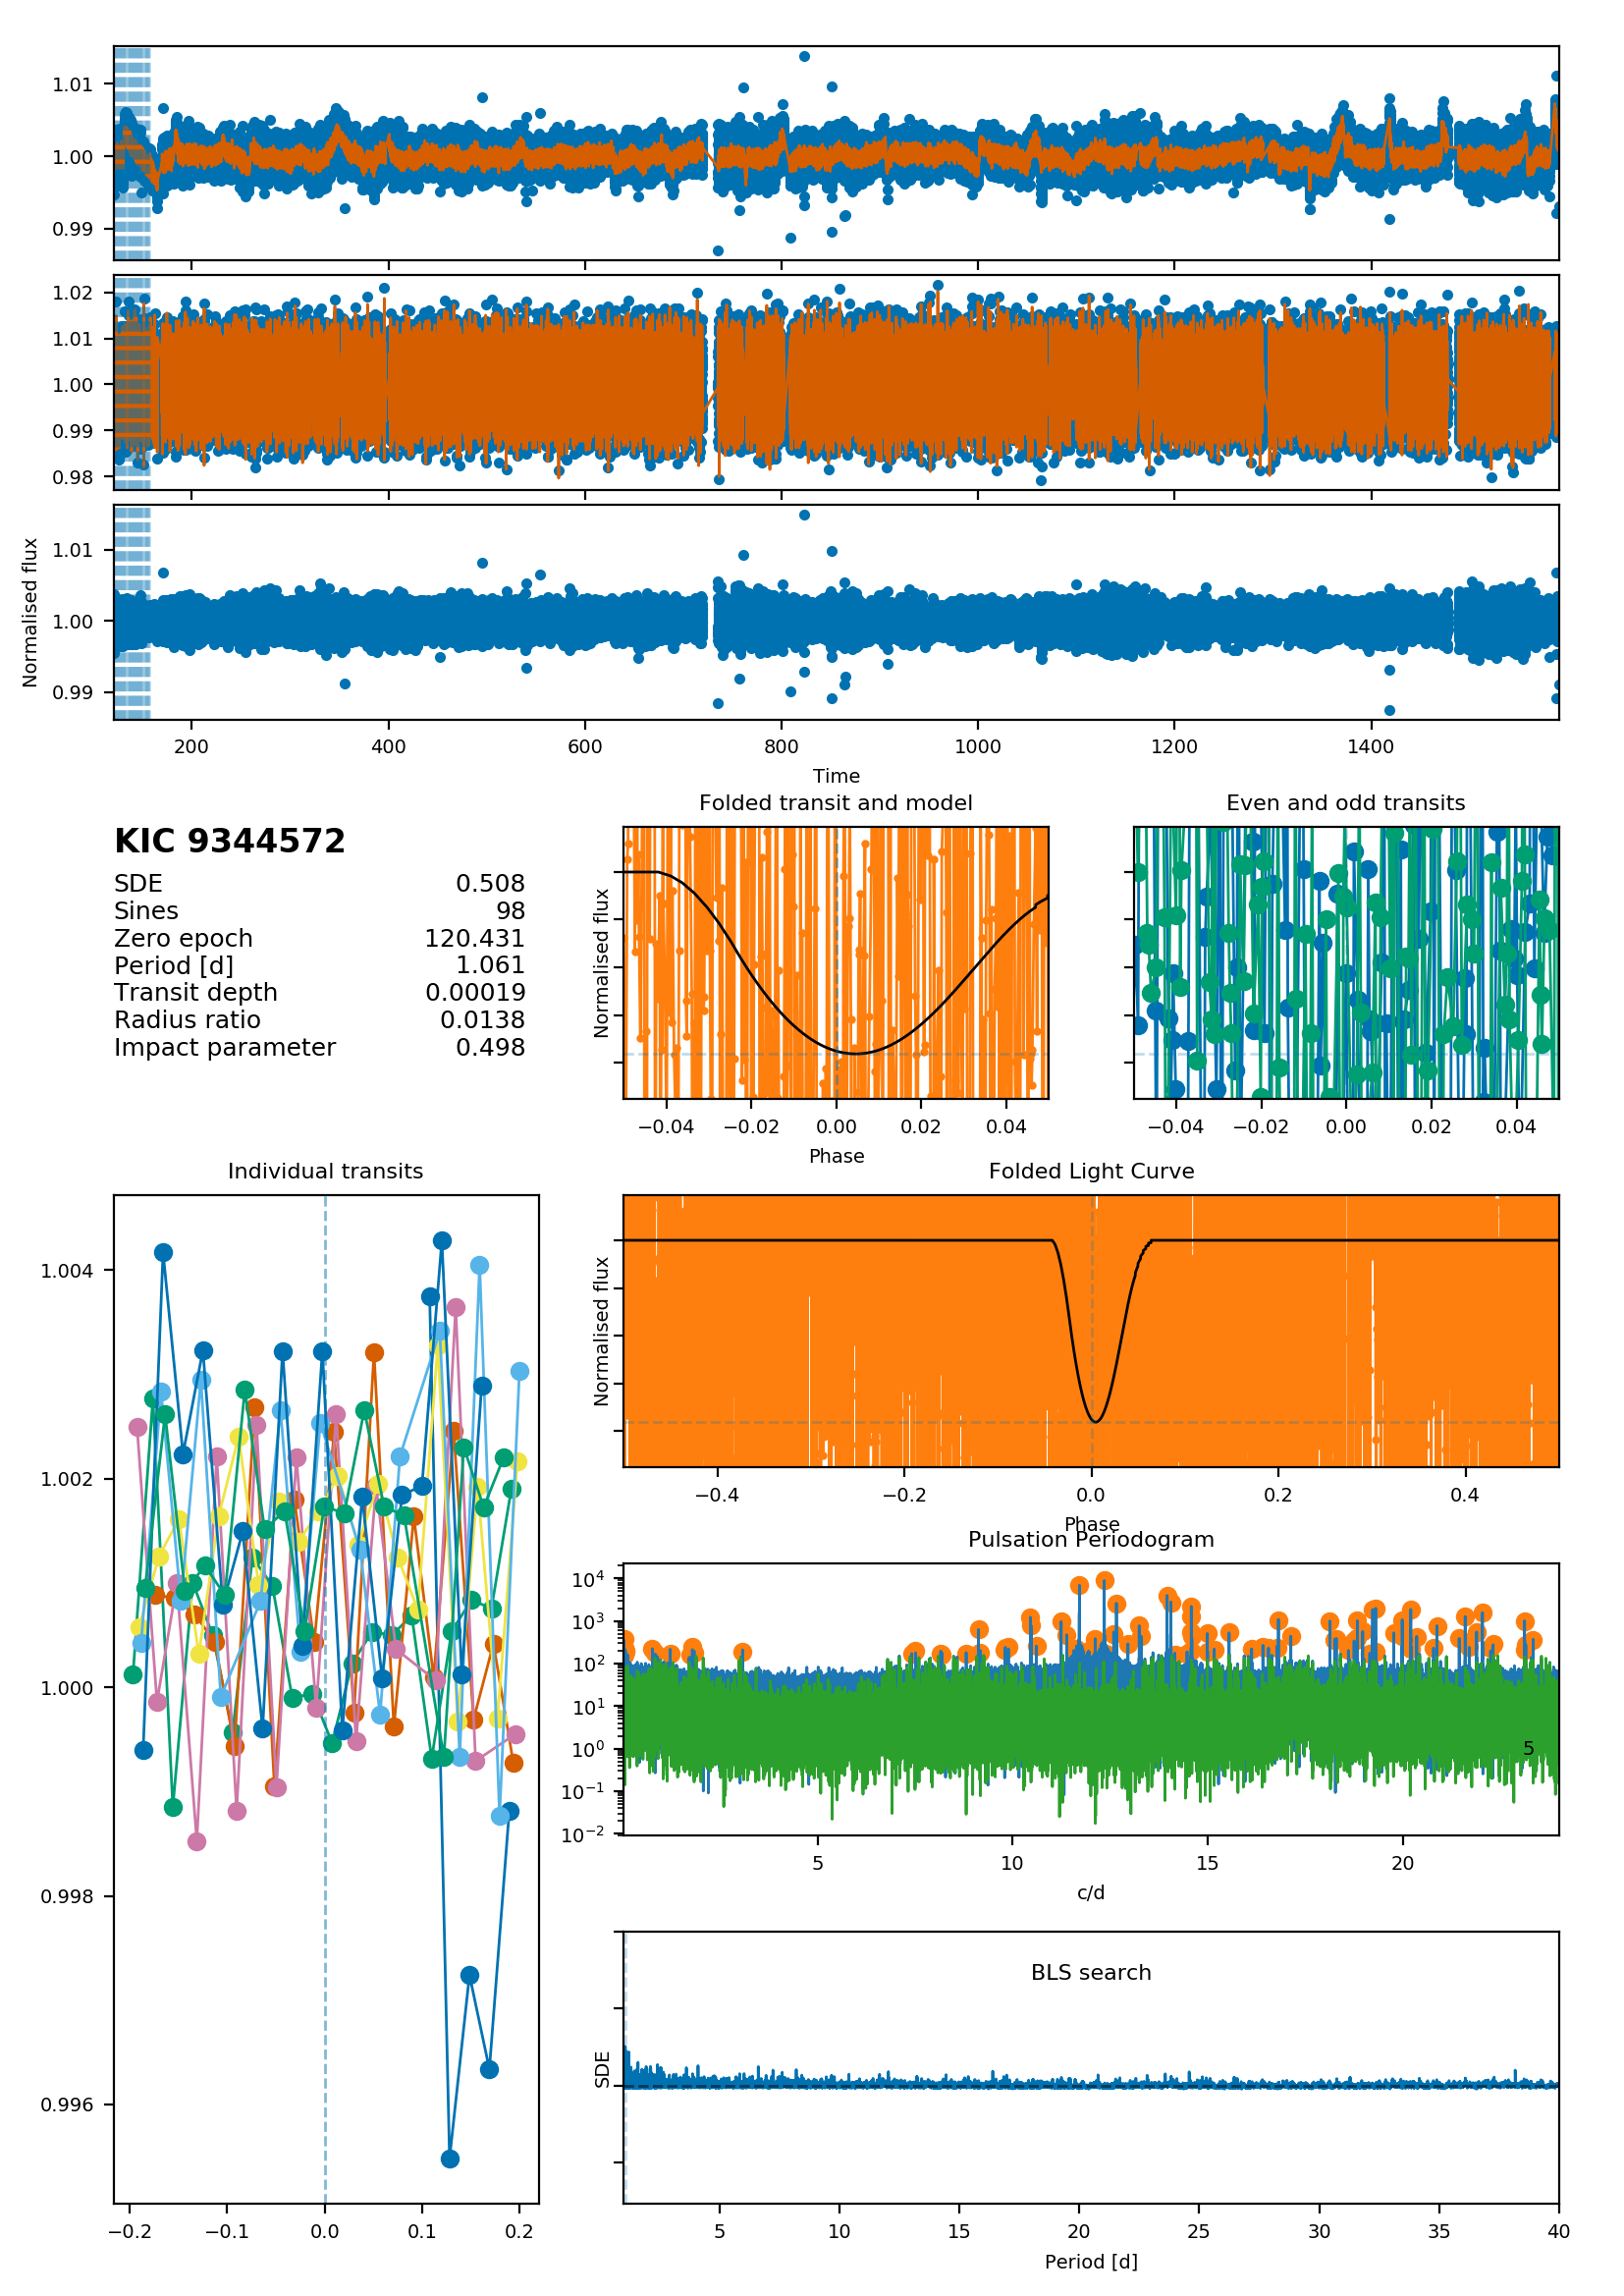 1.01
1.00
0.99
1.02
1.01
1.00
0.99
0.98
1.01
1.00
0.99
Normalised flux
200 400 600 800 1000 1200 1400
Time
KIC 9344572
SDE 0.508
Sines 98
Zero epoch 120.431
Period [d] 1.061
Transit depth 0.00019
Radius ratio 0.0138
Impact parameter 0.498
Folded transit and model
Normalised flux
−0.04 −0.02 0.00 0.02 0.04
Phase
Even and odd transits
−0.04 −0.02 0.00 0.02 0.04
Individual transits
1.004
1.002
1.000
0.998
0.996
−0.2 −0.1 0.0 0.1 0.2
Folded Light Curve
Normalised flux
−0.4 −0.2 0.0 0.2 0.4
Phase
Pulsation Periodogram
10⁴
10³
10²
10¹
10⁰
10⁻¹
10⁻²
5
5 10 15 20
c/d
BLS search
SDE
5 10 15 20 25 30 35 40
Period [d]